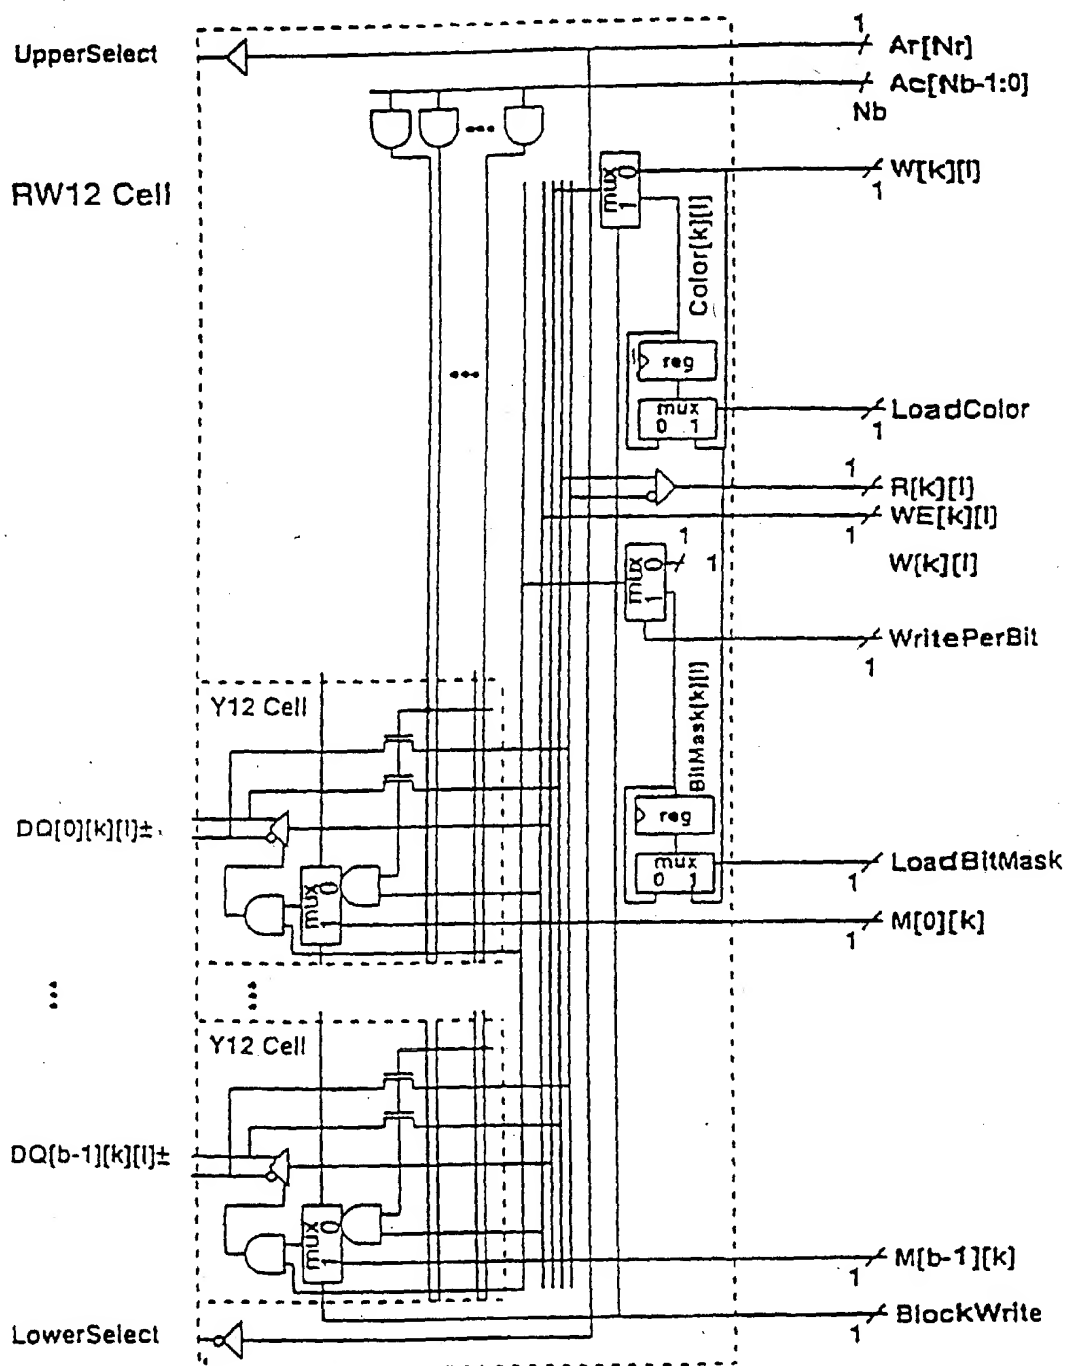 1
UpperSelect
Ar[Nr]
Ac[Nb-1:0]
Nb
•••
RW12 Cell
mux
0
1
W[k][l]
1
Color[k][l]
•••
reg
mux
0 1
LoadColor
1
1
R[k][l]
WE[k][l]
1
mux
0
1
1
1
W[k][l]
WritePerBit
1
BitMask[k][l]
Y12 Cell
DQ[0][k][l]±
reg
mux
0 1
LoadBitMask
1
mux
0
1
M[0][k]
1
•••
•••
Y12 Cell
DQ[b-1][k][l]±
mux
0
1
M[b-1][k]
1
BlockWrite
1
LowerSelect